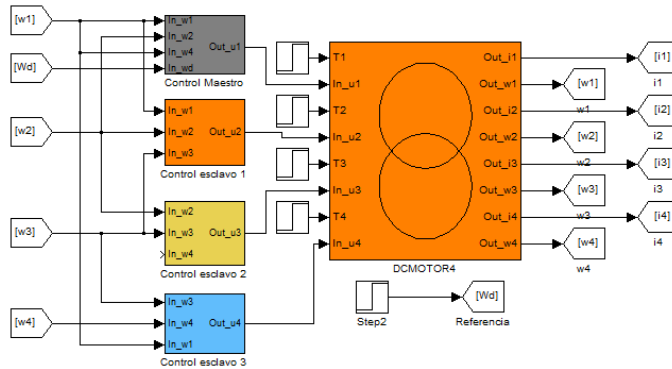 [w1]
[Wd]
[w2]
[w3]
[w4]
In_w1
In_w2
In_w4
In_wd
Out_u1
Control Maestro
In_w1
In_w2
In_w3
Out_u2
Control esclavo 1
In_w2
In_w3
In_w4
Out_u3
Control esclavo 2
In_w3
In_w4
In_w1
Out_u4
Control esclavo 3
T1
In_u1
T2
In_u2
T3
In_u3
T4
In_u4
Out_i1
Out_w1
Out_i2
Out_w2
Out_i3
Out_w3
Out_i4
Out_w4
DCMOTOR4
[i1]
i1
[w1]
w1
[i2]
i2
[w2]
w2
[i3]
i3
[w3]
w3
[i4]
i4
[w4]
w4
Step2
[Wd]
Referencia